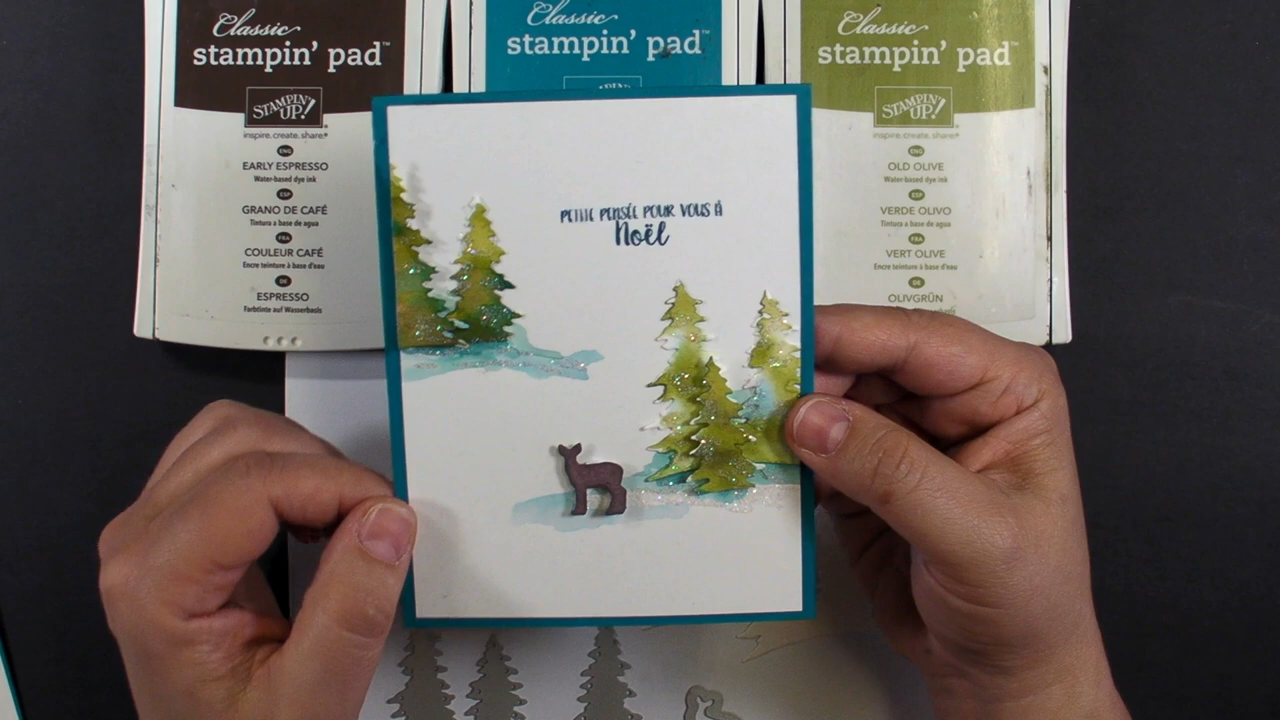 Classic
stampin' pad™
STAMPIN' UP!®
inspire.create.share.®
ENG
EARLY ESPRESSO
Water-based dye ink
ESP
GRANO DE CAFÉ
Tintura a base de agua
FRA
COULEUR CAFÉ
Encre teinture à base d'eau
DE
ESPRESSO
Farbtinte auf Wasserbasis
Classic
stampin' pad™
Classic
stampin' pad™
STAMPIN' UP!®
inspire.create.share.®
ENG
OLD OLIVE
Water-based dye ink
ESP
VERDE OLIVO
Tintura a base de agua
FRA
VERT OLIVE
Encre teinture à base d'eau
DE
OLIVGRÜN
PETITE PENSÉE POUR VOUS À
Noël